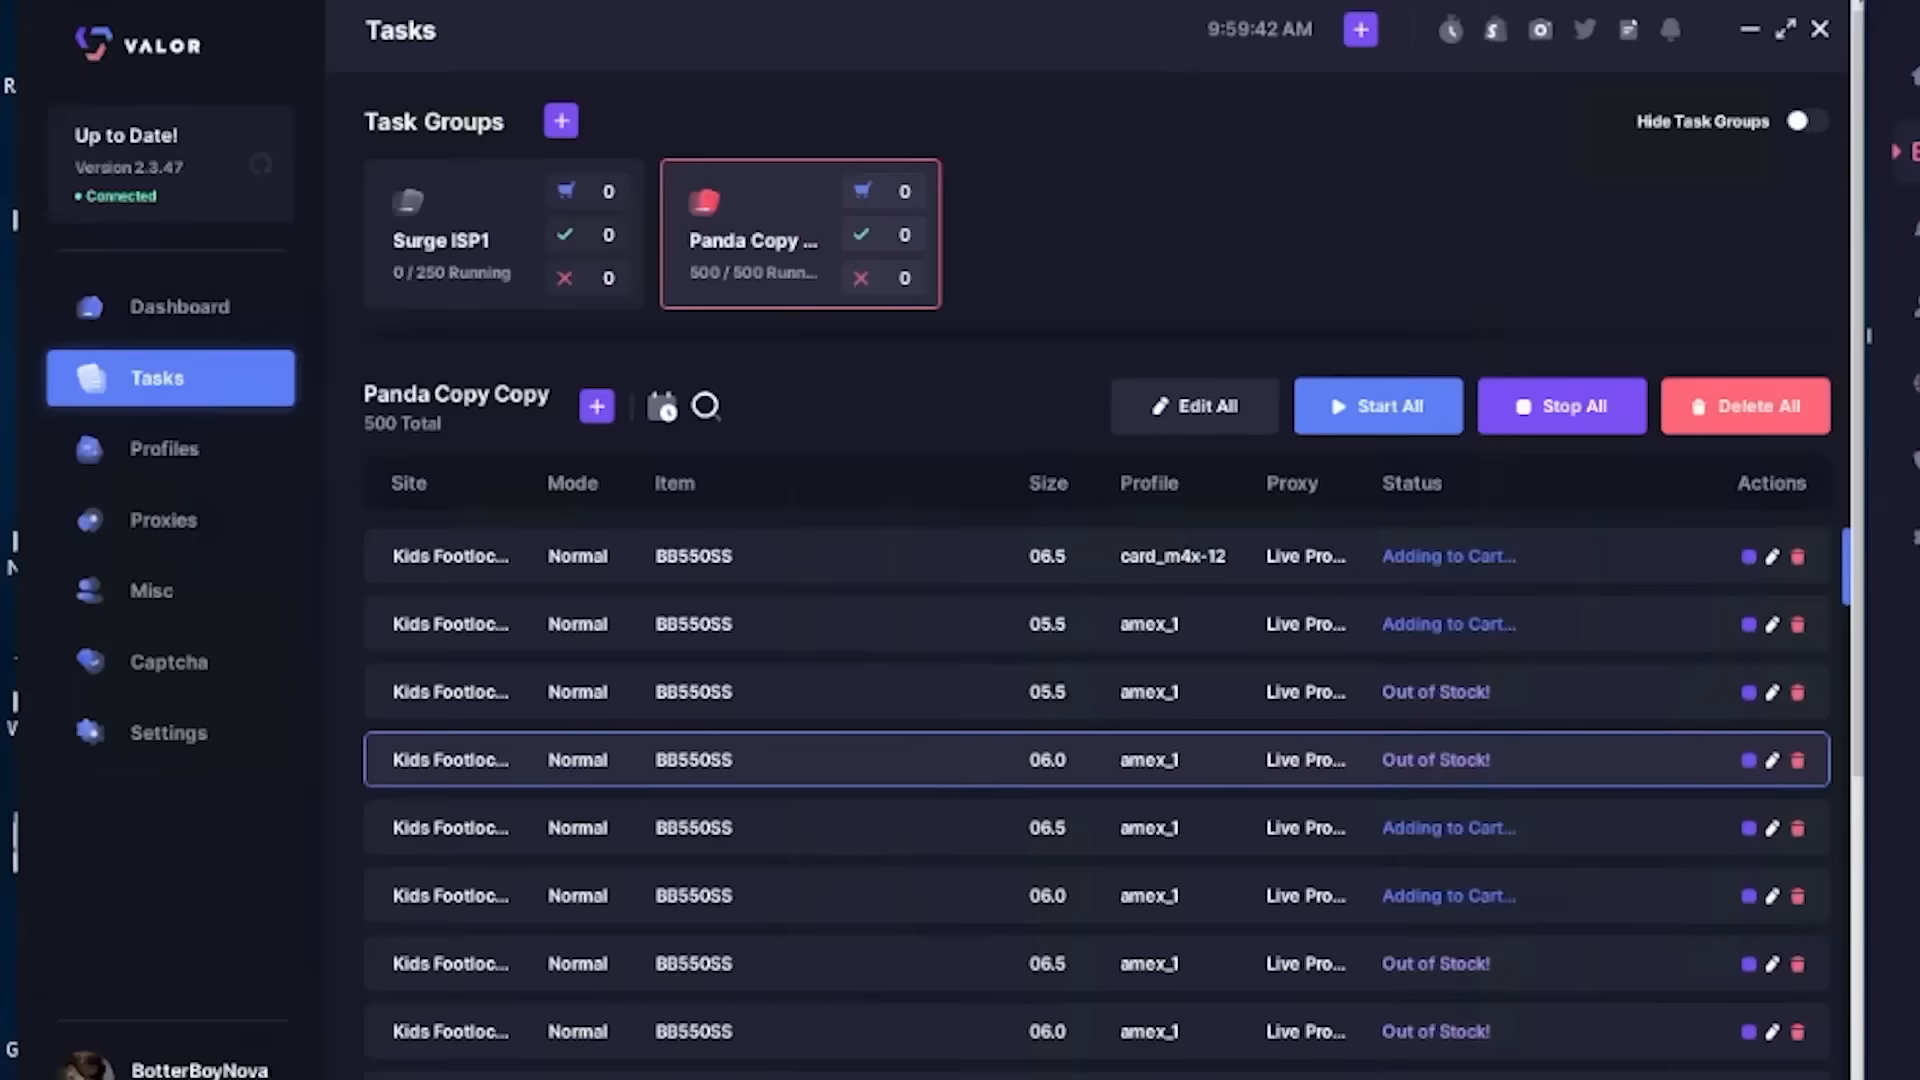 VALOR
Tasks
9:59:42 AM
Up to Date!
Version 2.3.47
Connected
Task Groups
Hide Task Groups
Surge ISP1
0 / 250 Running
0
0
0
Panda Copy ...
500 / 500 Runn...
0
0
0
Dashboard
Tasks
Profiles
Proxies
Misc
Captcha
Settings
BotterBoyNova
Panda Copy Copy
500 Total
Edit All
Start All
Stop All
Delete All
Site Mode Item Size Profile Proxy Status Actions
Kids Footloc... Normal BB550SS 06.5 card_m4x-12 Live Pro... Adding to Cart...
Kids Footloc... Normal BB550SS 05.5 amex_1 Live Pro... Adding to Cart...
Kids Footloc... Normal BB550SS 05.5 amex_1 Live Pro... Out of Stock!
Kids Footloc... Normal BB550SS 06.0 amex_1 Live Pro... Out of Stock!
Kids Footloc... Normal BB550SS 06.5 amex_1 Live Pro... Adding to Cart...
Kids Footloc... Normal BB550SS 06.0 amex_1 Live Pro... Adding to Cart...
Kids Footloc... Normal BB550SS 06.5 amex_1 Live Pro... Out of Stock!
Kids Footloc... Normal BB550SS 06.0 amex_1 Live Pro... Out of Stock!